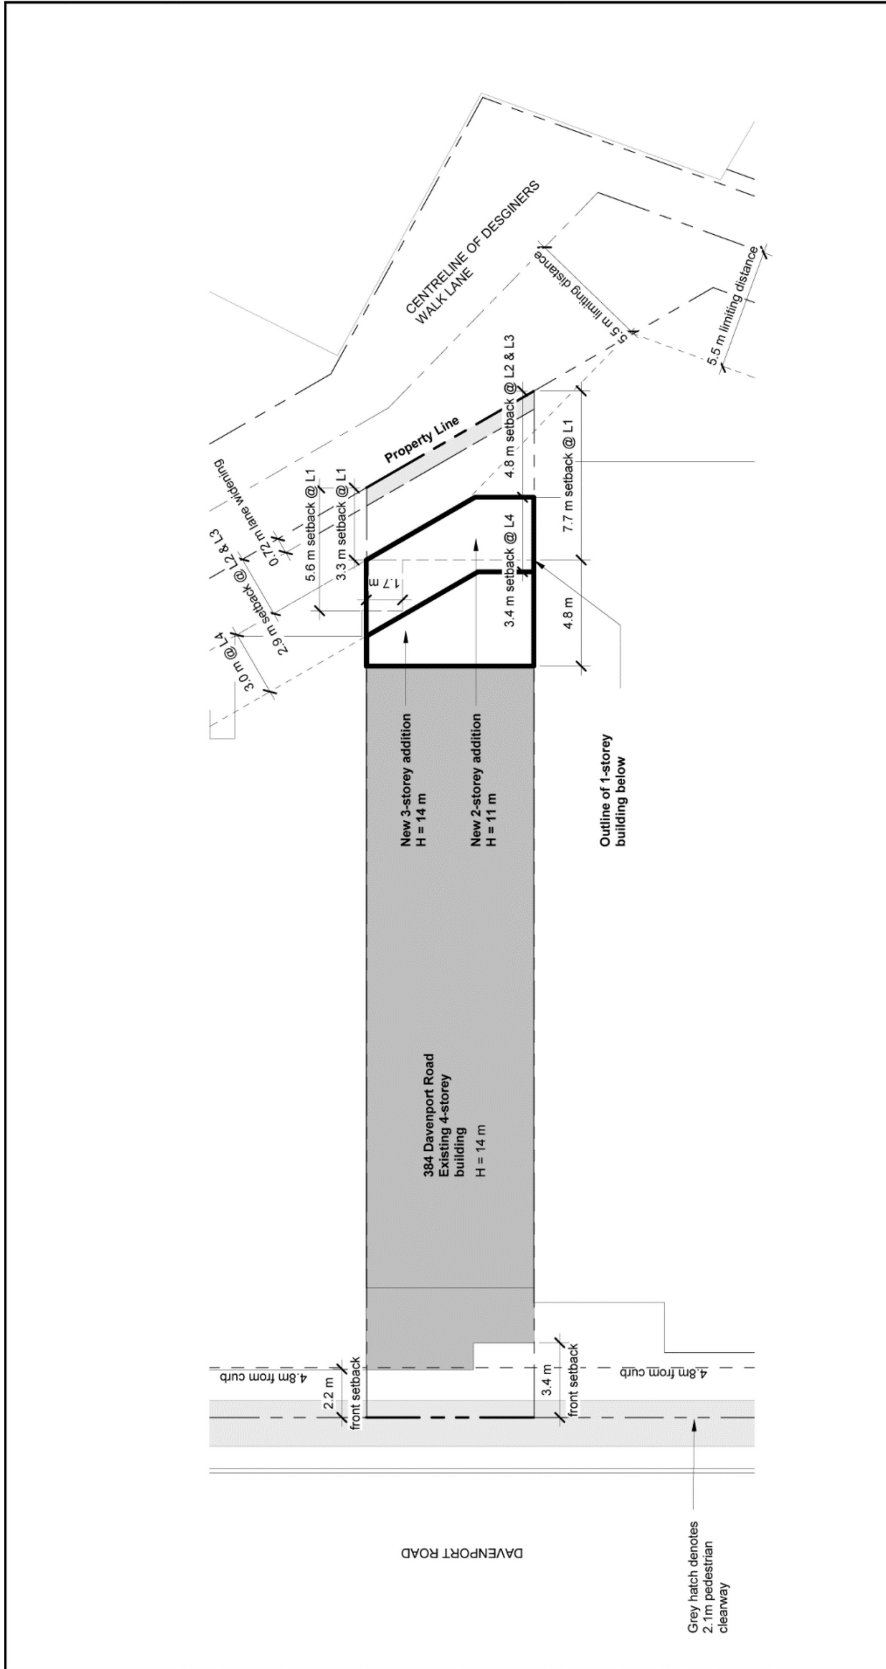 CENTRELINE OF DESGINERS
WALK LANE
5.5 m limiting distance
5.5 m limiting distance
Property Line
0.72 m lane widening
2.9 m setback @ L2 & L3
3.0 m @ L4
5.6 m setback @ L1
3.3 m setback @ L1
1.7 m
4.8 m setback @ L2 & L3
3.4 m setback @ L4
7.7 m setback @ L1
4.8 m
New 3-storey addition
H = 14 m
New 2-storey addition
H = 11 m
Outline of 1-storey
building below
384 Davenport Road
Existing 4-storey
building
H = 14 m
4.8m from curb
2.2 m
front setback
3.4 m
front setback
4.8m from curb
DAVENPORT ROAD
Grey hatch denotes
2.1m pedestrian
clearway